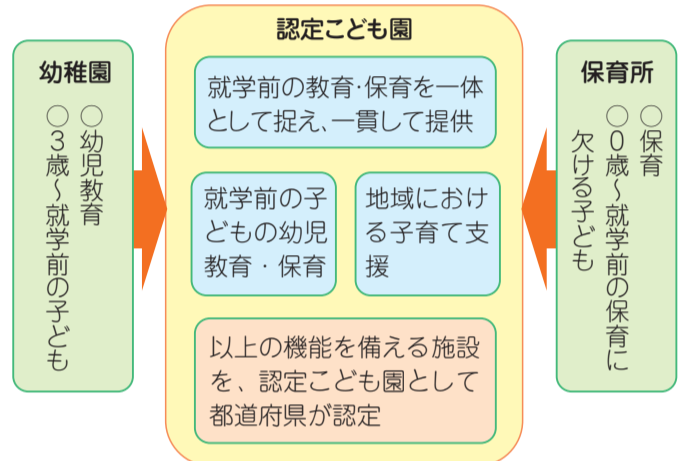 幼稚園
○幼児教育
○3歳～就学前の子ども
認定こども園
就学前の教育･保育を一体
として捉え､一貫して提供
就学前の子
どもの幼児
教育・保育
地域におけ
る子育て支
援
以上の機能を備える施設
を、認定こども園として
都道府県が認定
保育所
○保育
○0歳～就学前の保育に
欠ける子ども